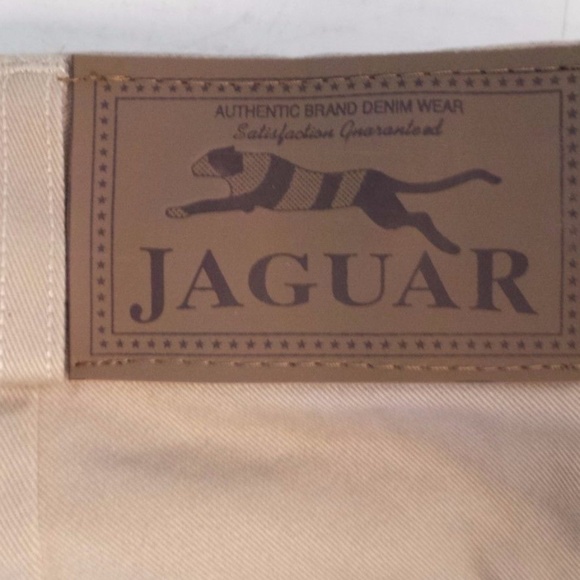 AUTHENTIC BRAND DENIM WEAR
Satisfaction Guaranteed
JAGUAR